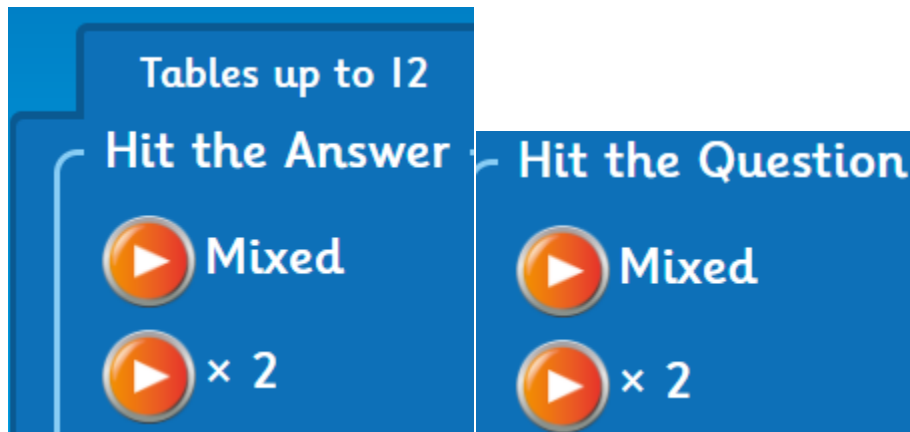 Tables up to 12
Hit the Answer
Mixed
× 2
Hit the Question
Mixed
× 2